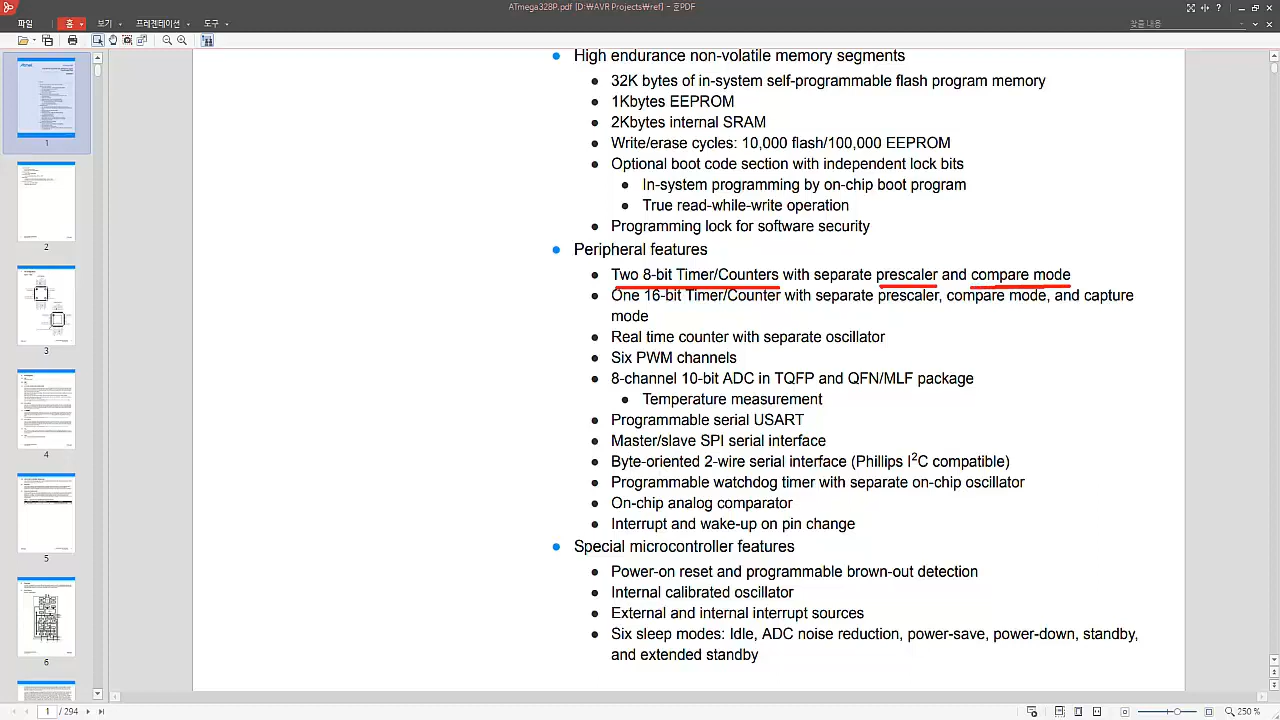 ATmega328P.pdf [D:\AVR Projects\ref] - 훈PDF
파일
홈
보기
프레젠테이션
도구
찾을 내용
High endurance non-volatile memory segments
32K bytes of in-system self-programmable flash program memory
1Kbytes EEPROM
2Kbytes internal SRAM
Write/erase cycles: 10,000 flash/100,000 EEPROM
Optional boot code section with independent lock bits
In-system programming by on-chip boot program
True read-while-write operation
Programming lock for software security
Peripheral features
Two 8-bit Timer/Counters with separate prescaler and compare mode
One 16-bit Timer/Counter with separate prescaler, compare mode, and capture
mode
Real time counter with separate oscillator
Six PWM channels
8-channel 10-bit ADC in TQFP and QFN/MLF package
Temperature measurement
Programmable serial USART
Master/slave SPI serial interface
Byte-oriented 2-wire serial interface (Phillips I²C compatible)
Programmable watchdog timer with separate on-chip oscillator
On-chip analog comparator
Interrupt and wake-up on pin change
Special microcontroller features
Power-on reset and programmable brown-out detection
Internal calibrated oscillator
External and internal interrupt sources
Six sleep modes: Idle, ADC noise reduction, power-save, power-down, standby,
and extended standby
1
2
3
4
5
6
1 / 294
250 %